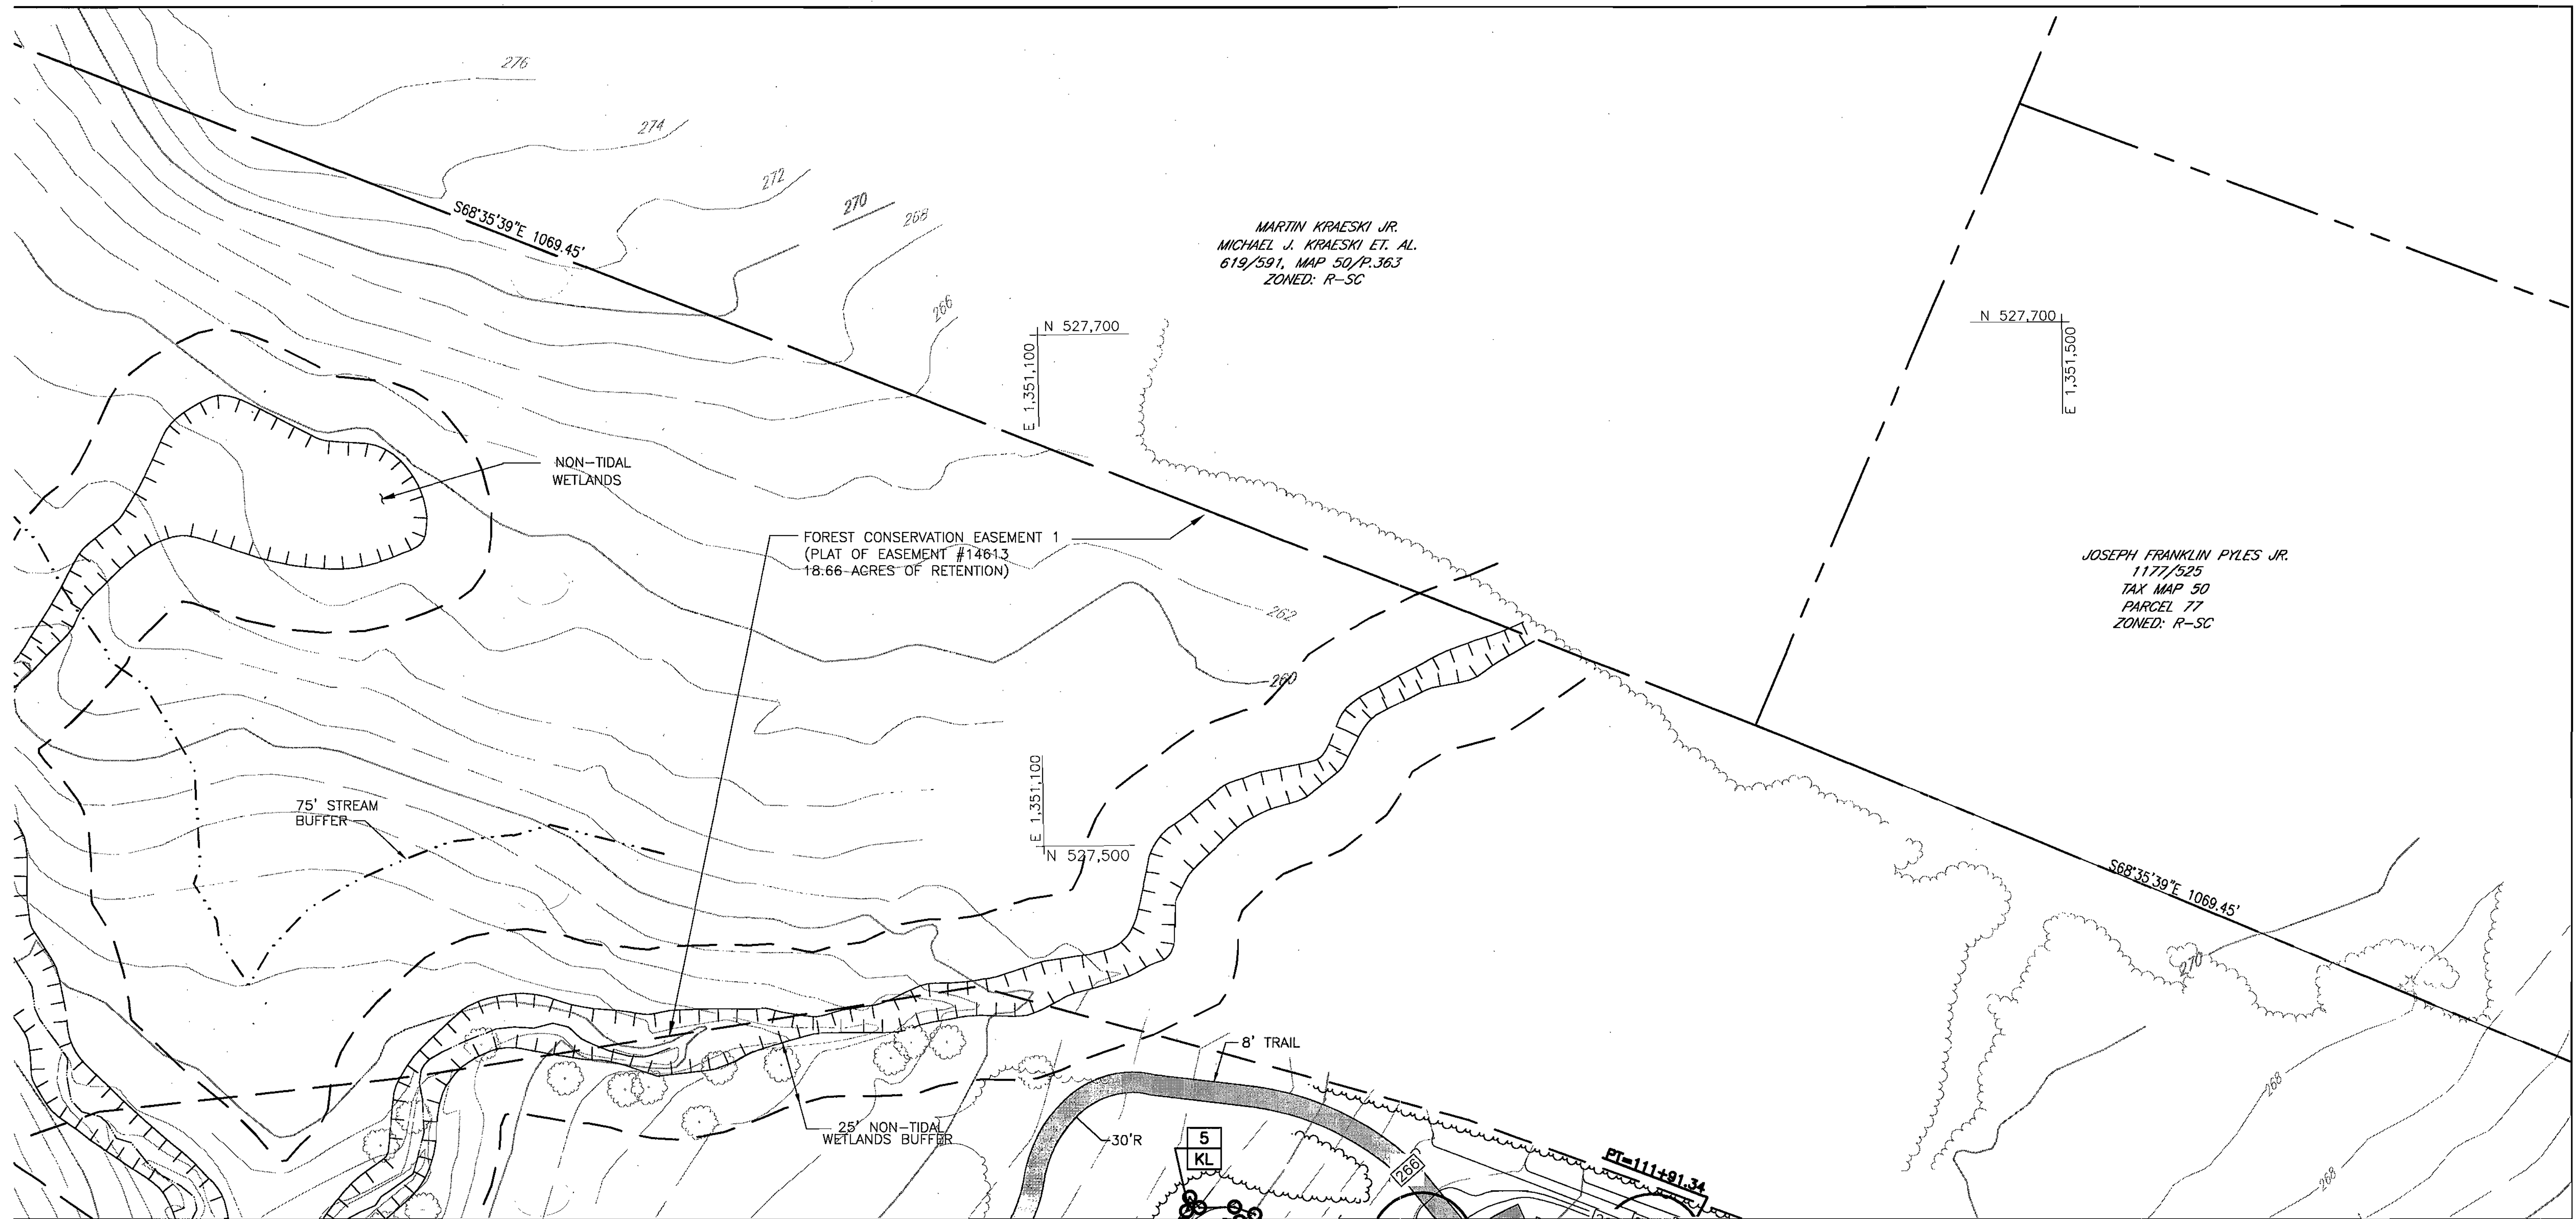 276
274
272
270
268
266
S68°35'39"E 1069.45'
MARTIN KRAESKI JR.
MICHAEL J. KRAESKI ET. AL.
619/591, MAP 50/P.363
ZONED: R-SC
N 527,700
E 1,351,100
N 527,700
E 1,351,500
NON-TIDAL
WETLANDS
FOREST CONSERVATION EASEMENT 1
(PLAT OF EASEMENT #14613
18.66 ACRES OF RETENTION)
JOSEPH FRANKLIN PYLES JR.
1177/525
TAX MAP 50
PARCEL 77
ZONED: R-SC
262
260
75' STREAM
BUFFER
E 1,351,100
N 527,500
S68°35'39"E 1069.45'
270
8' TRAIL
268
25' NON-TIDAL
WETLANDS BUFFER
30'R
5
KL
266
PT=111+91.34
268